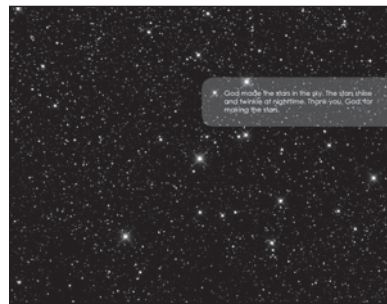 God made the stars in the sky. The stars shine
and twinkle at nighttime. Thank you, God, for
making the stars.